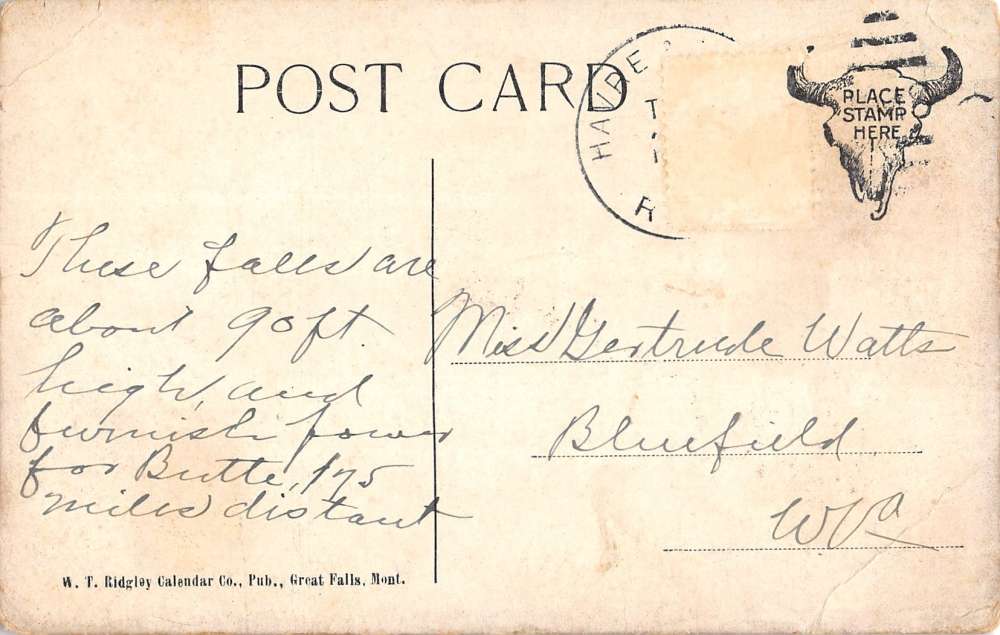 POST CARD
HAVRE &
T
R
PLACE
STAMP
HERE
These falls are
about 90 ft.
high, and
furnish power
for Butte, 175
miles distant
Miss Gertrude Watts
Bluefield
W Va
W. T. Ridgley Calendar Co., Pub., Great Falls, Mont.